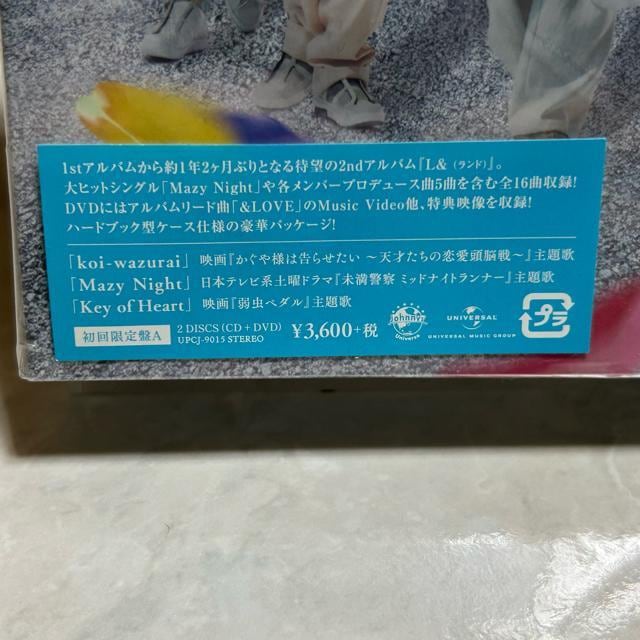 1stアルバムから約1年2ヶ月ぶりとなる待望の2ndアルバム『L& (ランド)』。
大ヒットシングル「Mazy Night」や各メンバープロデュース曲5曲を含む全16曲収録!
DVDにはアルバムリード曲「&LOVE」のMusic Video他、特典映像を収録!
ハードブック型ケース仕様の豪華パッケージ!
「koi-wazurai」 映画『かぐや様は告らせたい ～天才たちの恋愛頭脳戦～』主題歌
「Mazy Night」 日本テレビ系土曜ドラマ『未満警察 ミッドナイトランナー』主題歌
「Key of Heart」 映画『弱虫ペダル』主題歌
初回限定盤A
2 DISCS (CD+DVD)
UPCJ-9015 STEREO
¥3,600+税
Johnnys'
Universe
UNIVERSAL
UNIVERSAL MUSIC GROUP
プラ